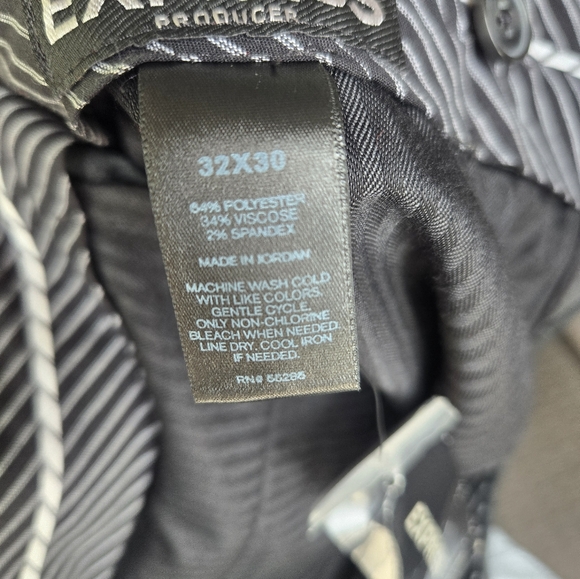 EXPRESS
PRODUCER
32X30
64% POLYESTER
34% VISCOSE
2% SPANDEX
MADE IN JORDAN
MACHINE WASH COLD
WITH LIKE COLORS.
GENTLE CYCLE.
ONLY NON-CHLORINE
BLEACH WHEN NEEDED.
LINE DRY. COOL IRON
IF NEEDED.
RN# 55285